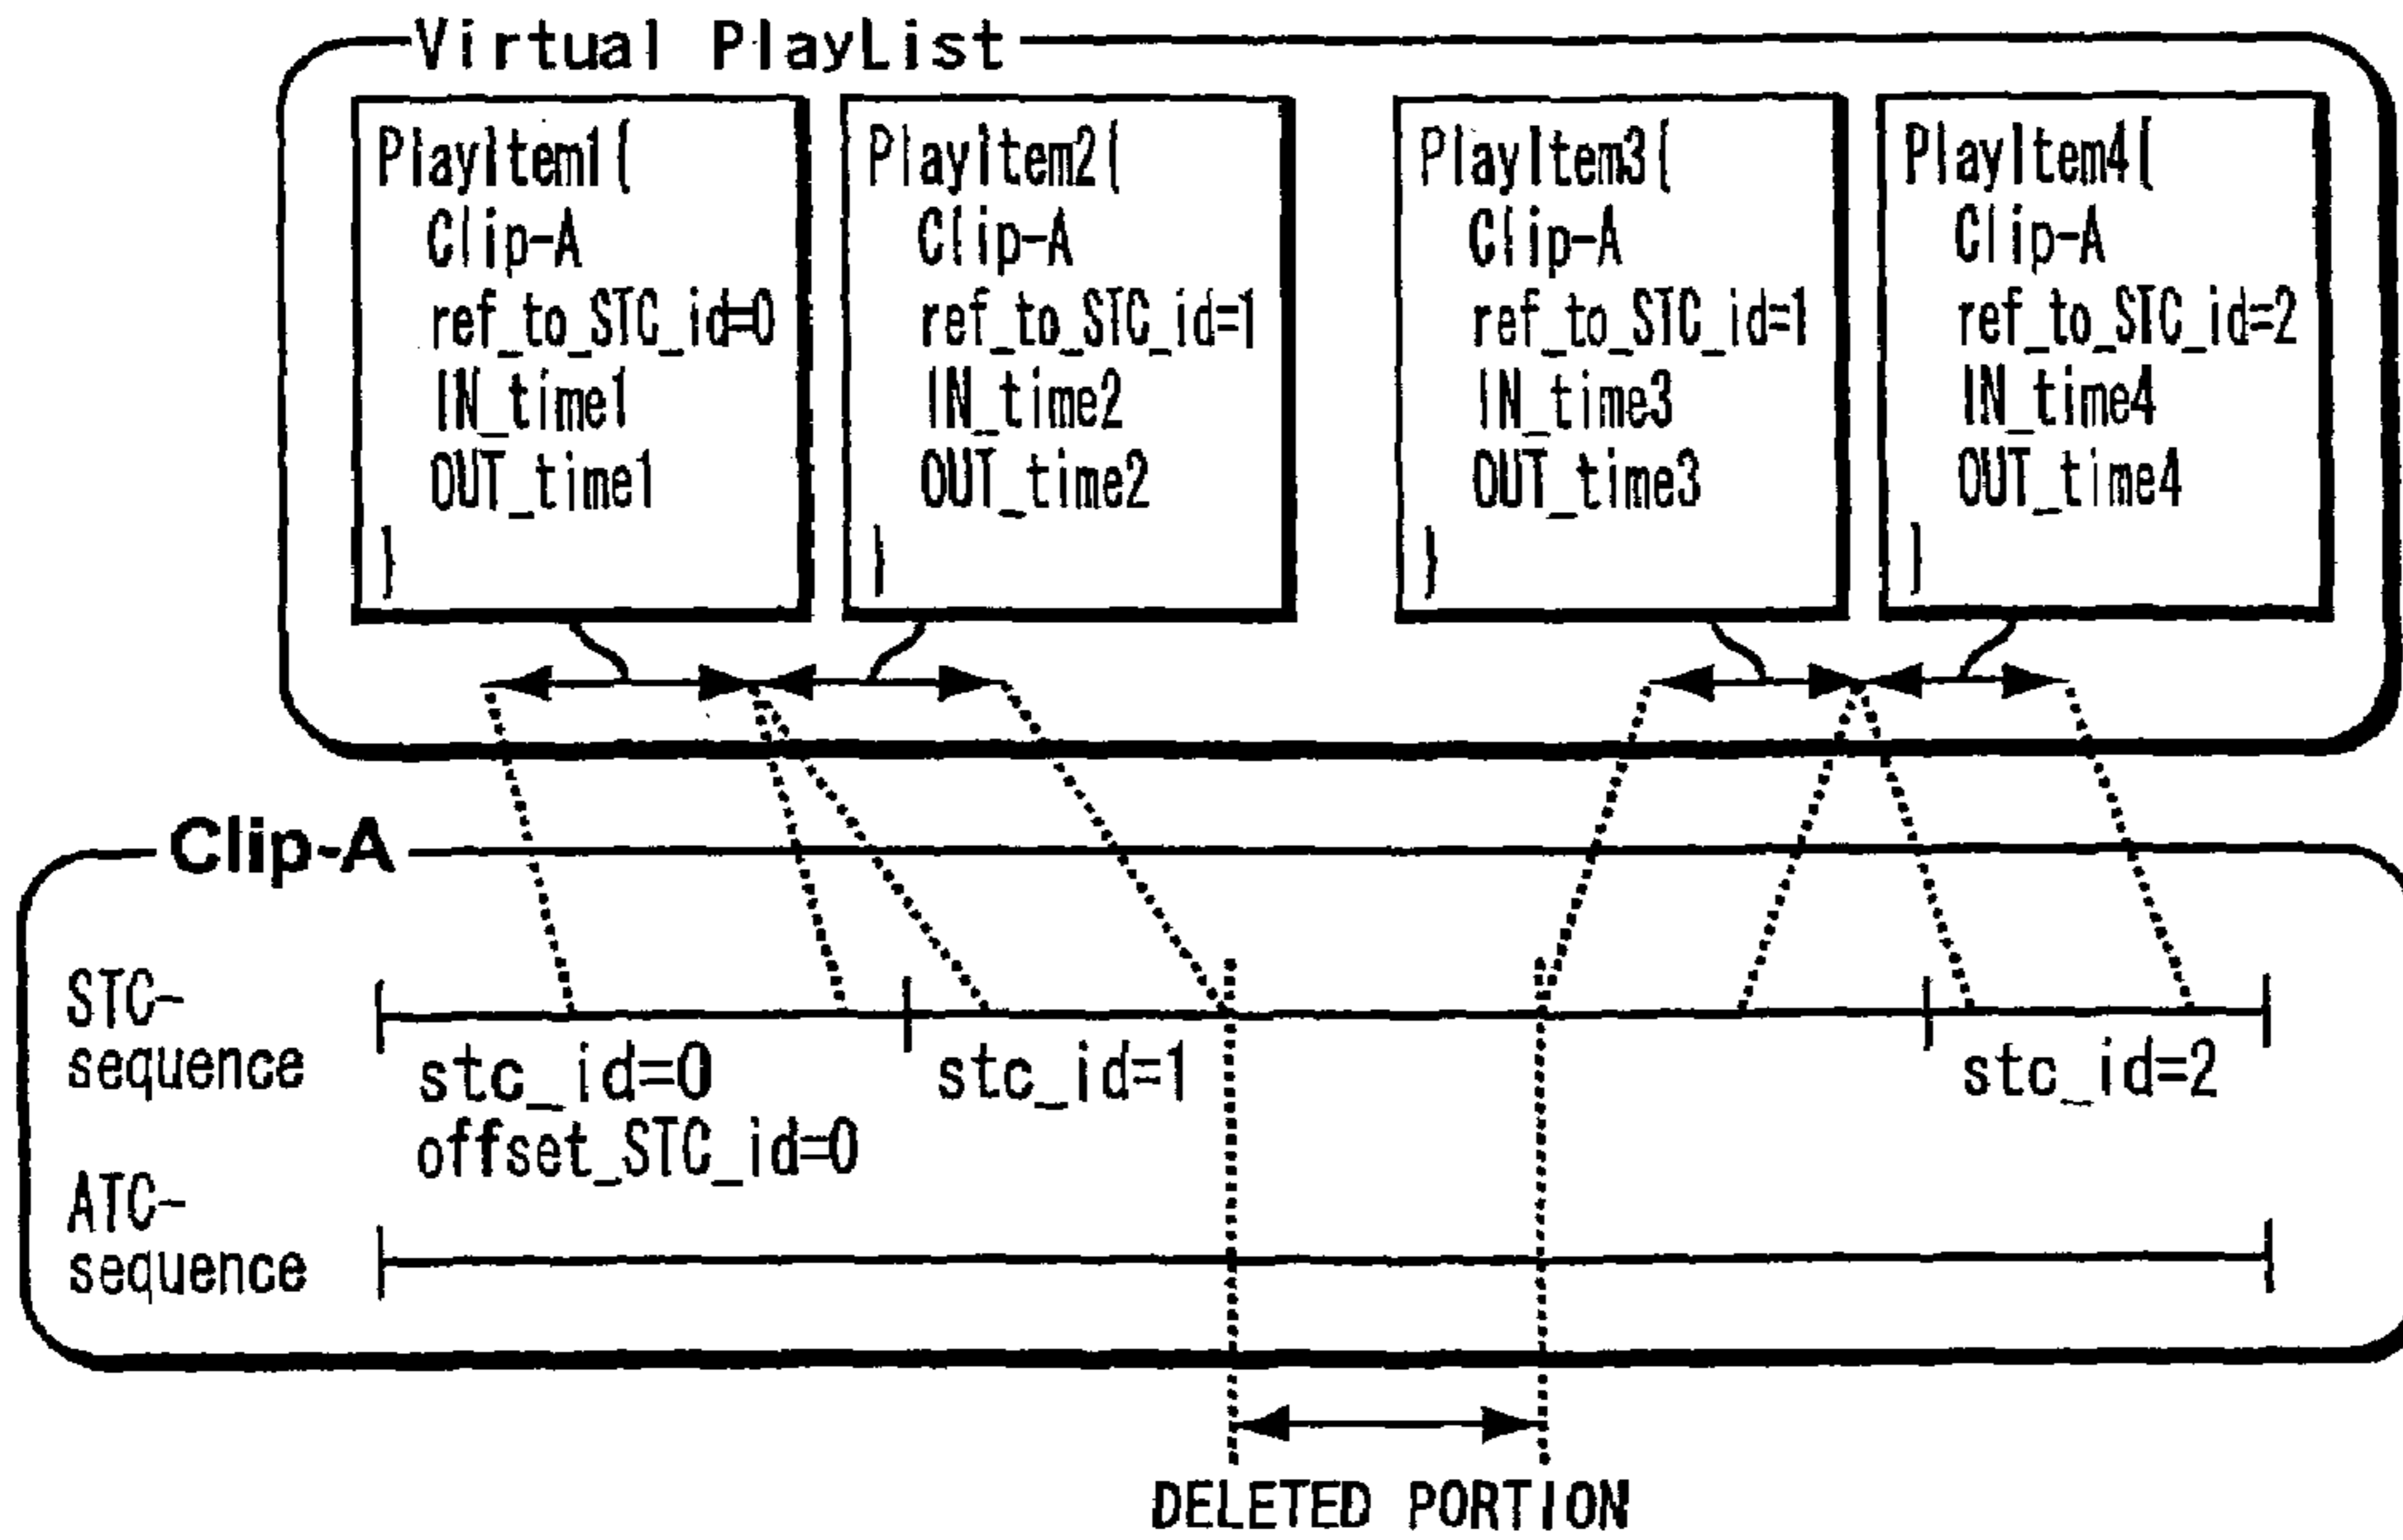 Virtual PlayList
PlayItem1(
Clip-A
ref_to_STC_id=0
IN_time1
OUT_time1
)
PlayItem2(
Clip-A
ref_to_STC_id=1
IN_time2
OUT_time2
)
PlayItem3(
Clip-A
ref_to_STC_id=1
IN_time3
OUT_time3
)
PlayItem4(
Clip-A
ref_to_STC_id=2
IN_time4
OUT_time4
)
Clip-A
STC-
sequence
stc_id=0
offset_STC_id=0
stc_id=1
stc_id=2
ATC-
sequence
DELETED PORTION